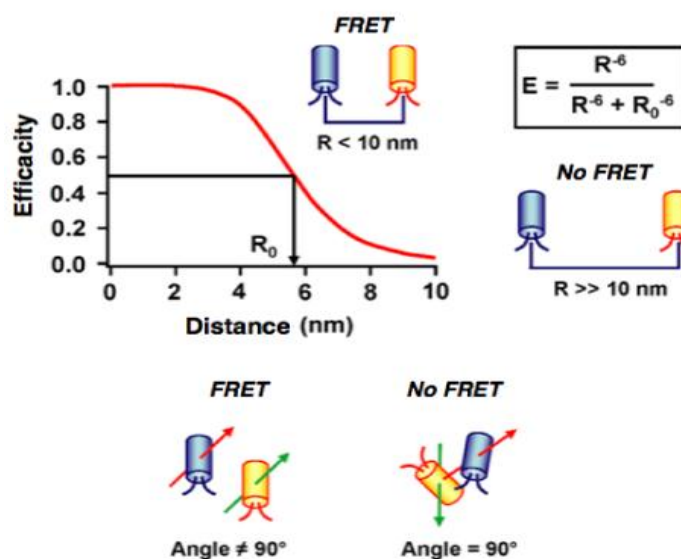 FRET
1.0
0.8
0.6
0.4
0.2
0.0
Efficacity
R₀
0 2 4 6 8 10
Distance (nm)
R < 10 nm
E = R⁻⁶ / R⁻⁶ + R₀⁻⁶
No FRET
R >> 10 nm
FRET
No FRET
Angle ≠ 90°
Angle = 90°